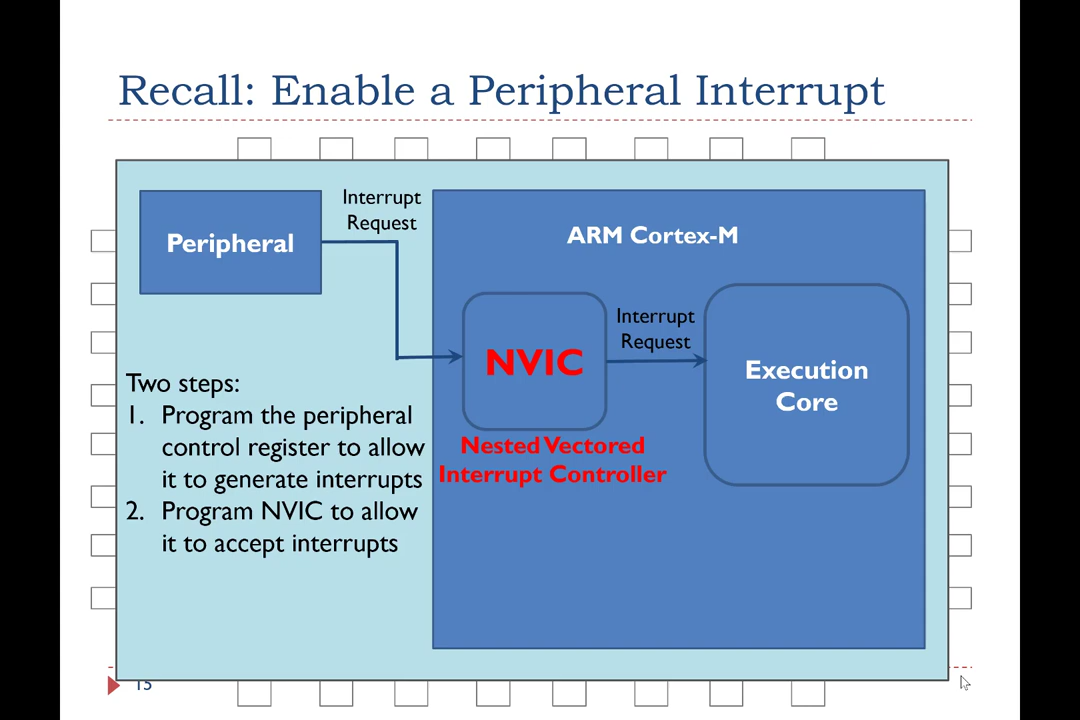 Recall: Enable a Peripheral Interrupt
Interrupt
Request
Peripheral
ARM Cortex-M
Interrupt
Request
NVIC
Execution
Core
Nested Vectored
Interrupt Controller
Two steps:
1. Program the peripheral
control register to allow
it to generate interrupts
2. Program NVIC to allow
it to accept interrupts
15